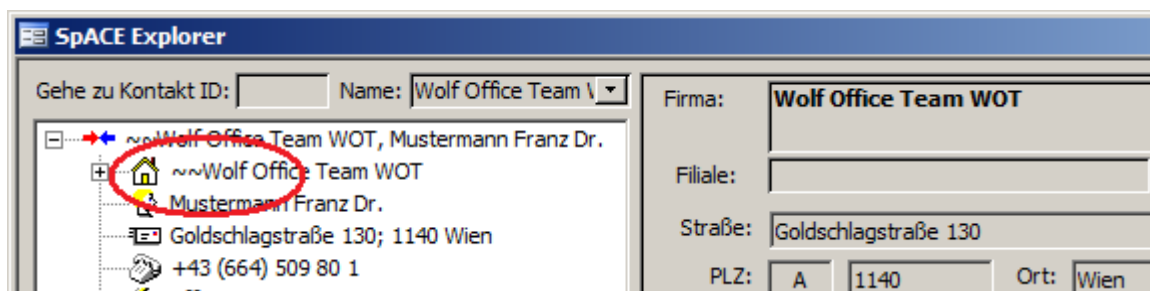 SpACE Explorer
Gehe zu Kontakt ID: Name: Wolf Office Team
~~Wolf Office Team WOT, Mustermann Franz Dr.
~~Wolf Office Team WOT
Mustermann Franz Dr.
Goldschlagstraße 130; 1140 Wien
+43 (664) 509 80 1
Firma: Wolf Office Team WOT
Filiale:
Straße: Goldschlagstraße 130
PLZ: A 1140 Ort: Wien